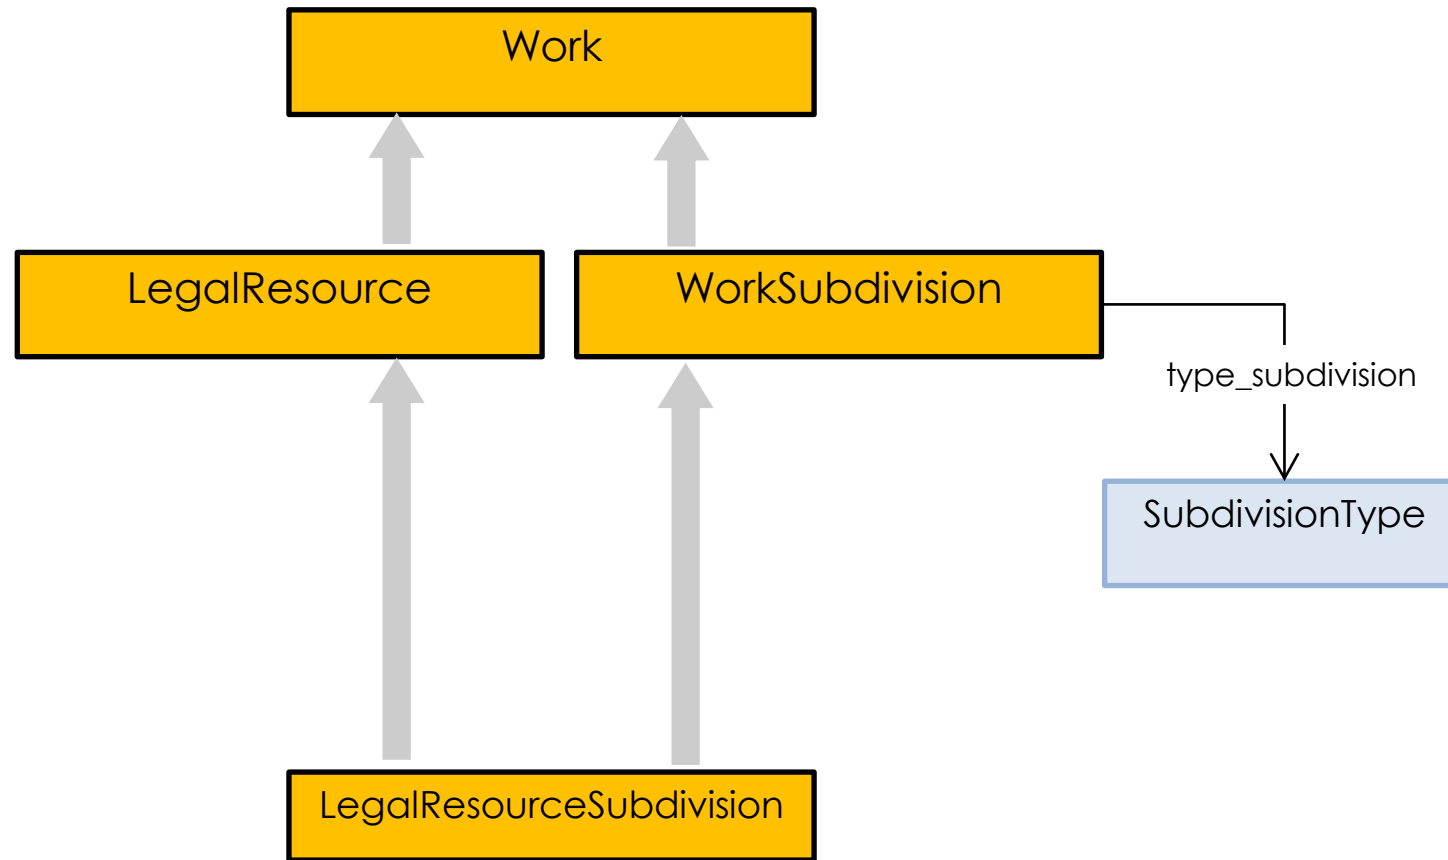 Work
LegalResource
WorkSubdivision
type_subdivision
SubdivisionType
LegalResourceSubdivision